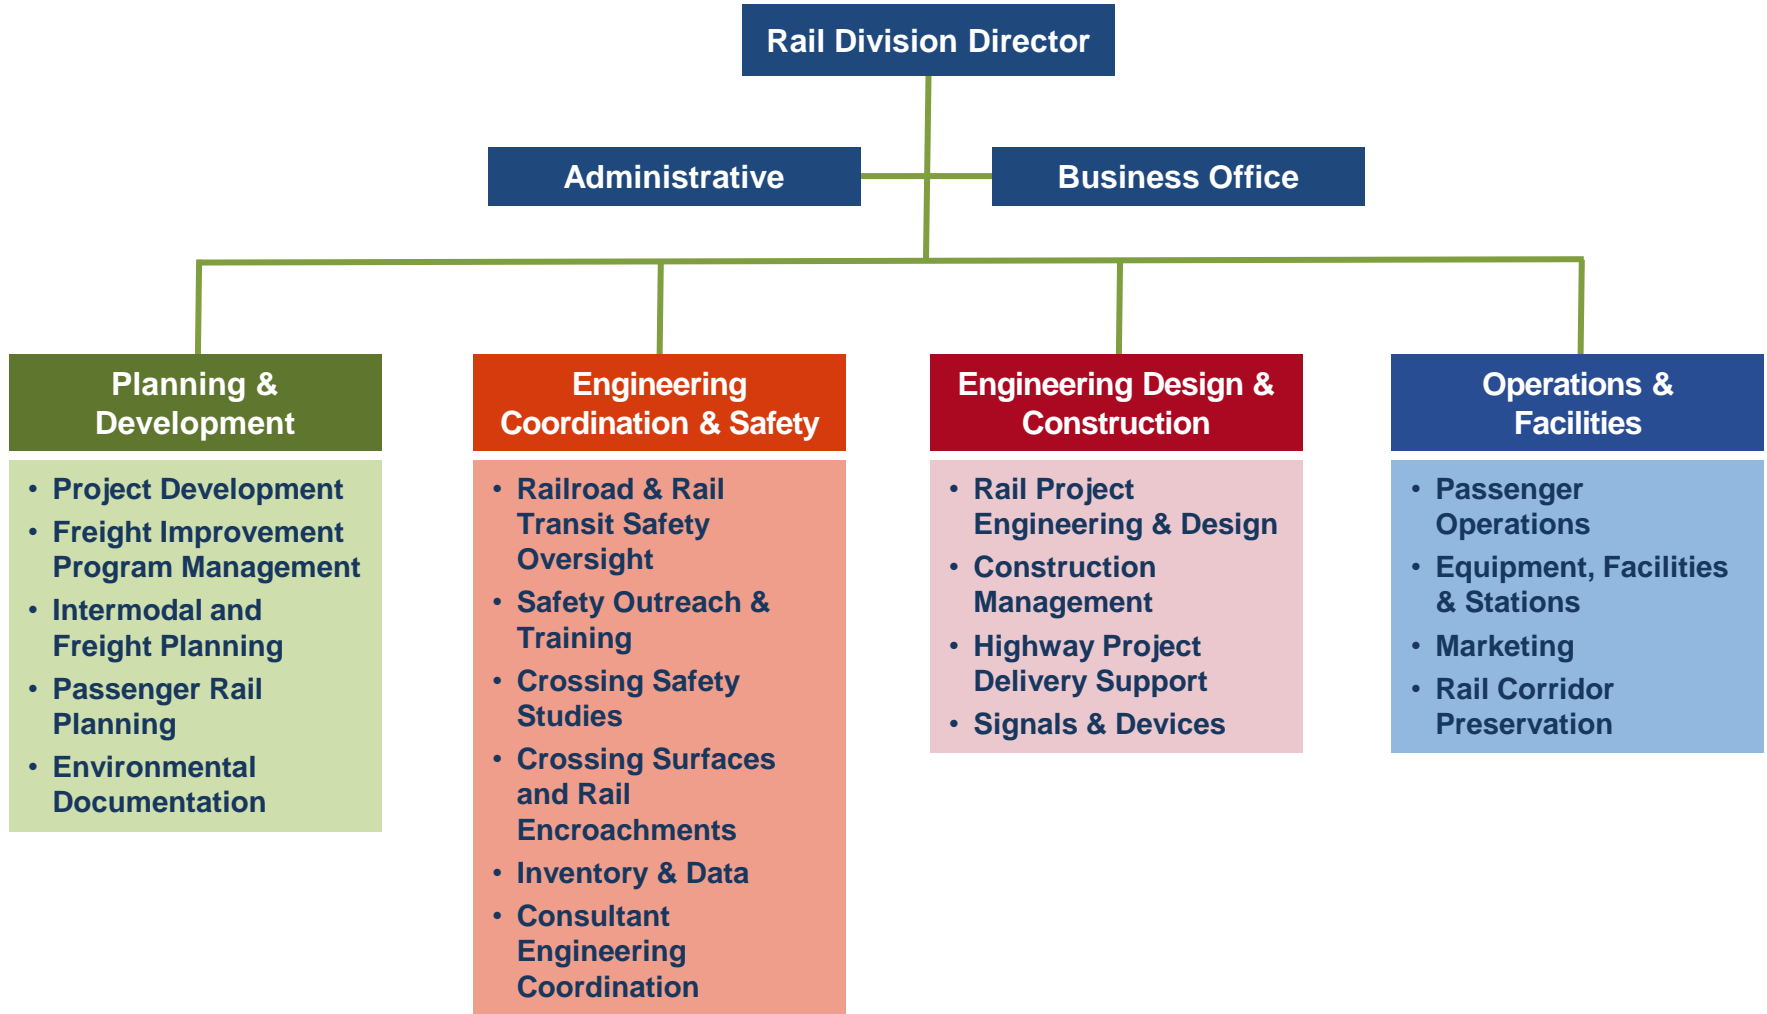 Rail Division Director
Administrative
Business Office
Planning &
Development
• Project Development
• Freight Improvement
Program Management
• Intermodal and
Freight Planning
• Passenger Rail
Planning
• Environmental
Documentation
Engineering
Coordination & Safety
• Railroad & Rail
Transit Safety
Oversight
• Safety Outreach &
Training
• Crossing Safety
Studies
• Crossing Surfaces
and Rail
Encroachments
• Inventory & Data
• Consultant
Engineering
Coordination
Engineering Design &
Construction
• Rail Project
Engineering & Design
• Construction
Management
• Highway Project
Delivery Support
• Signals & Devices
Operations &
Facilities
• Passenger
Operations
• Equipment, Facilities
& Stations
• Marketing
• Rail Corridor
Preservation